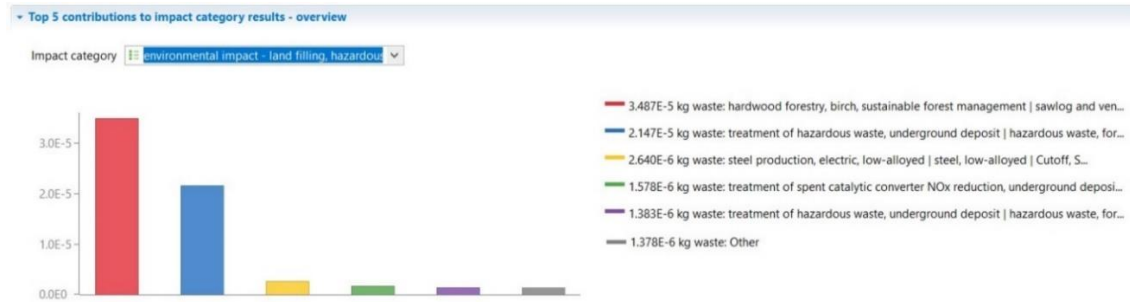 Top 5 contributions to impact category results - overview
Impact category environmental impact - land filling, hazardous
3.0E-5
2.0E-5
1.0E-5
0.0E0
3.487E-5 kg waste: hardwood forestry, birch, sustainable forest management | sawlog and ven...
2.147E-5 kg waste: treatment of hazardous waste, underground deposit | hazardous waste, for...
2.640E-6 kg waste: steel production, electric, low-alloyed | steel, low-alloyed | Cutoff, S...
1.578E-6 kg waste: treatment of spent catalytic converter NOx reduction, underground deposi...
1.383E-6 kg waste: treatment of hazardous waste, underground deposit | hazardous waste, for...
1.378E-6 kg waste: Other